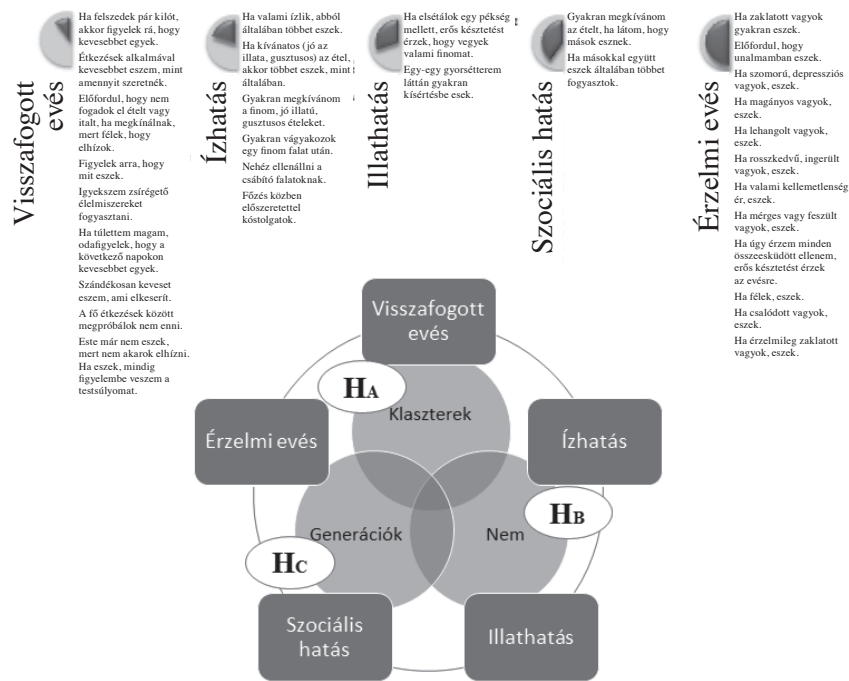 Visszafogott
evés
Ha felszedek pár kilót,
akkor figyelek rá, hogy
kevesebbet egyek.
Étkezések alkalmával
kevesebbet eszem, mint
amennyit szeretnék.
Előfordul, hogy nem
fogadok el ételt vagy
italt, ha megkínálnak,
mert félek, hogy
elhízok.
Figyelek arra, hogy
mit eszek.
Igyekszem zsírégető
élelmiszereket
fogyasztani.
Ha túlettem magam,
odafigyelek, hogy a
következő napokon
kevesebbet egyek.
Szándékosan keveset
eszem, ami elkeserít.
A fő étkezések között
megpróbálok nem enni.
Este már nem eszek,
mert nem akarok elhízni.
Ha eszek, mindig
figyelembe veszem a
testsúlyomat.
Ízhatás
Ha valami ízlik, abból
általában többet eszek.
Ha kívánatos (jó az
illata, gusztusos) az étel,
akkor többet eszek, mint
általában.
Gyakran megkívánom
a finom, jó illatú,
gusztusos ételeket.
Gyakran vágyakozok
egy finom falat után.
Nehéz ellenállni a
csábító falatoknak.
Főzés közben
előszeretettel
kóstolgatok.
Illathatás
Ha elsétálok egy pékség
mellett, erős késztetést
érzek, hogy vegyek
valami finomat.
Egy-egy gyorsétterem
láttán gyakran
kísértésbe esek.
Szociális hatás
Gyakran megkívánom
az ételt, ha látom, hogy
mások esznek.
Ha másokkal együtt
eszek általában többet
fogyasztok.
Érzelmi evés
Ha zaklatott vagyok
gyakran eszek.
Előfordul, hogy
unalmamban eszek.
Ha szomorú, depressziós
vagyok, eszek.
Ha magányos vagyok,
eszek.
Ha lehangolt vagyok,
eszek.
Ha rosszkedvű, ingerült
vagyok, eszek.
Ha valami kellemetlenség
ér, eszek.
Ha mérges vagy feszült
vagyok, eszek.
Ha úgy érzem minden
összeesküdött ellenem,
erős késztetést érzek
az evésre.
Ha félek, eszek.
Ha csalódott vagyok,
eszek.
Ha érzelmileg zaklatott
vagyok, eszek.
Visszafogott
evés
HA
Klaszterek
Érzelmi evés
Ízhatás
HB
Generációk
Nem
HC
Szociális
hatás
Illathatás